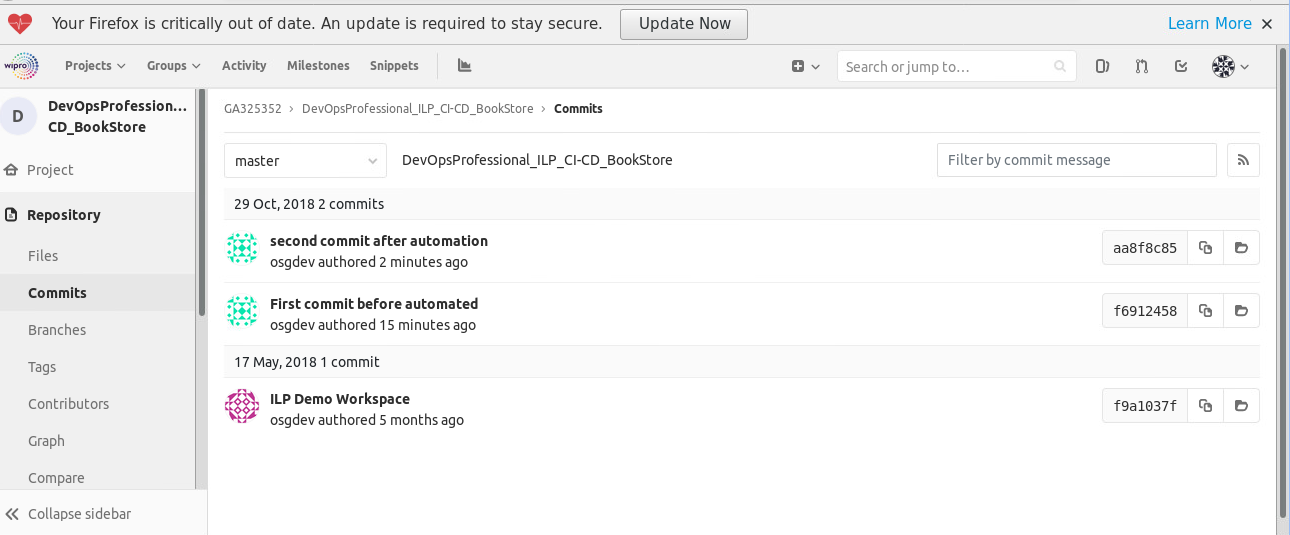 Your Firefox is critically out of date. An update is required to stay secure. Update Now Learn More
wipro Projects Groups Activity Milestones Snippets Search or jump to…
DevOpsProfession...
CD_BookStore
D
GA325352 > DevOpsProfessional_ILP_CI-CD_BookStore > Commits
master DevOpsProfessional_ILP_CI-CD_BookStore Filter by commit message
Project
Repository
Files
Commits
Branches
Tags
Contributors
Graph
Compare
Collapse sidebar
29 Oct, 2018 2 commits
second commit after automation
osgdev authored 2 minutes ago
aa8f8c85
First commit before automated
osgdev authored 15 minutes ago
f6912458
17 May, 2018 1 commit
ILP Demo Workspace
osgdev authored 5 months ago
f9a1037f